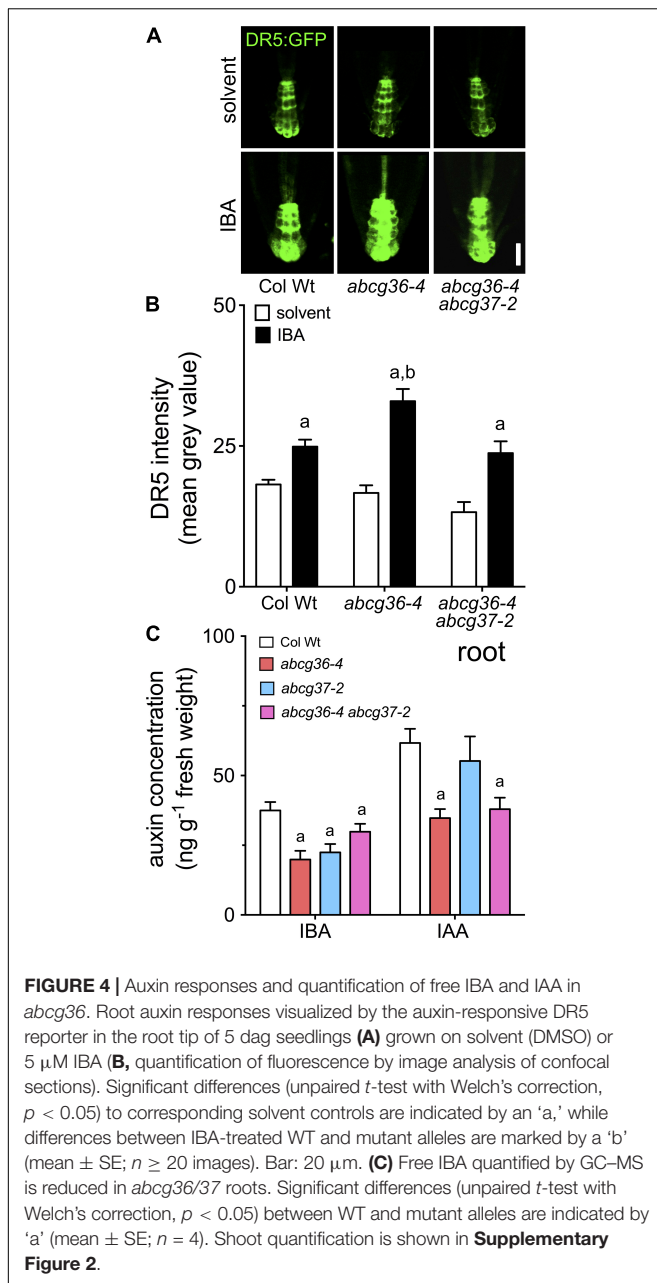 A
DR5:GFP
solvent
IBA
Col Wt
abcg36-4
abcg36-4
abcg37-2
B
50
solvent
IBA
a,b
a
a
25
0
DR5 intensity
(mean grey value)
Col Wt
abcg36-4
abcg36-4
abcg37-2
C
100
Col Wt
root
abcg36-4
abcg37-2
abcg36-4 abcg37-2
50
a
a
a
a
a
0
auxin concentration
(ng g-1 fresh weight)
IBA
IAA
FIGURE 4 | Auxin responses and quantification of free IBA and IAA in
abcg36. Root auxin responses visualized by the auxin-responsive DR5
reporter in the root tip of 5 dag seedlings (A) grown on solvent (DMSO) or
5 μM IBA (B, quantification of fluorescence by image analysis of confocal
sections). Significant differences (unpaired t-test with Welch's correction,
p < 0.05) to corresponding solvent controls are indicated by an 'a,' while
differences between IBA-treated WT and mutant alleles are marked by a 'b'
(mean ± SE; n ≥ 20 images). Bar: 20 μm. (C) Free IBA quantified by GC–MS
is reduced in abcg36/37 roots. Significant differences (unpaired t-test with
Welch's correction, p < 0.05) between WT and mutant alleles are indicated by
'a' (mean ± SE; n = 4). Shoot quantification is shown in Supplementary
Figure 2.